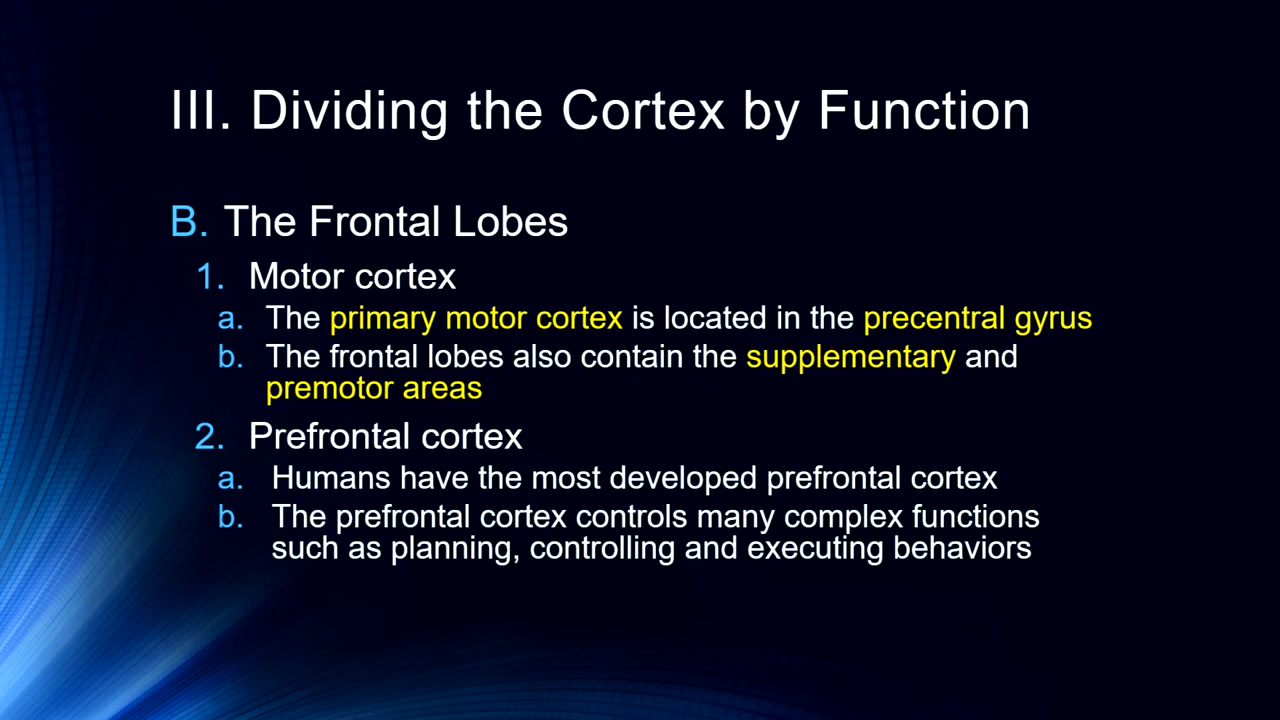 III. Dividing the Cortex by Function
B. The Frontal Lobes
1. Motor cortex
a. The primary motor cortex is located in the precentral gyrus
b. The frontal lobes also contain the supplementary and
premotor areas
2. Prefrontal cortex
a. Humans have the most developed prefrontal cortex
b. The prefrontal cortex controls many complex functions
such as planning, controlling and executing behaviors